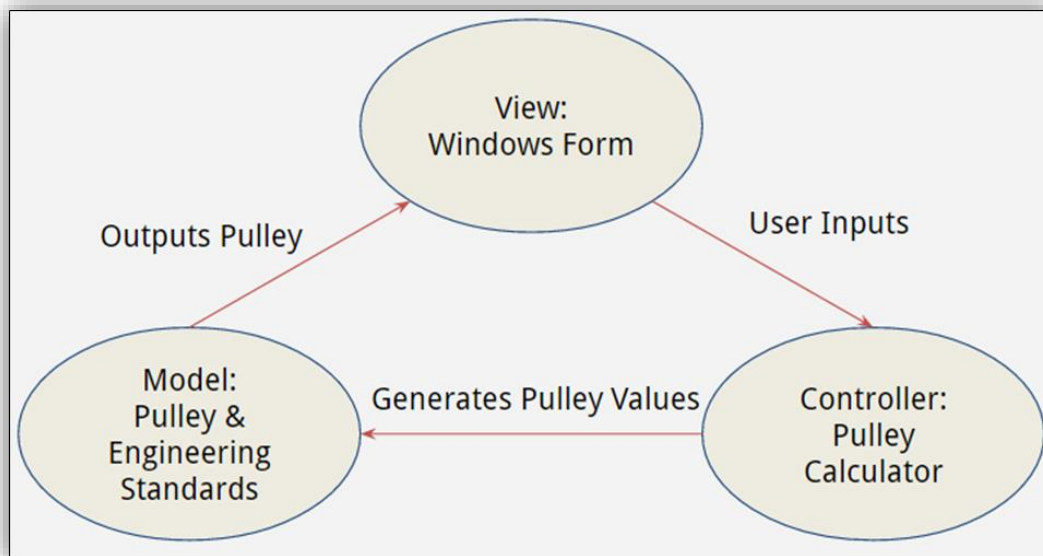 View:
Windows Form
Outputs Pulley
User Inputs
Model:
Pulley &
Engineering
Standards
Generates Pulley Values
Controller:
Pulley
Calculator